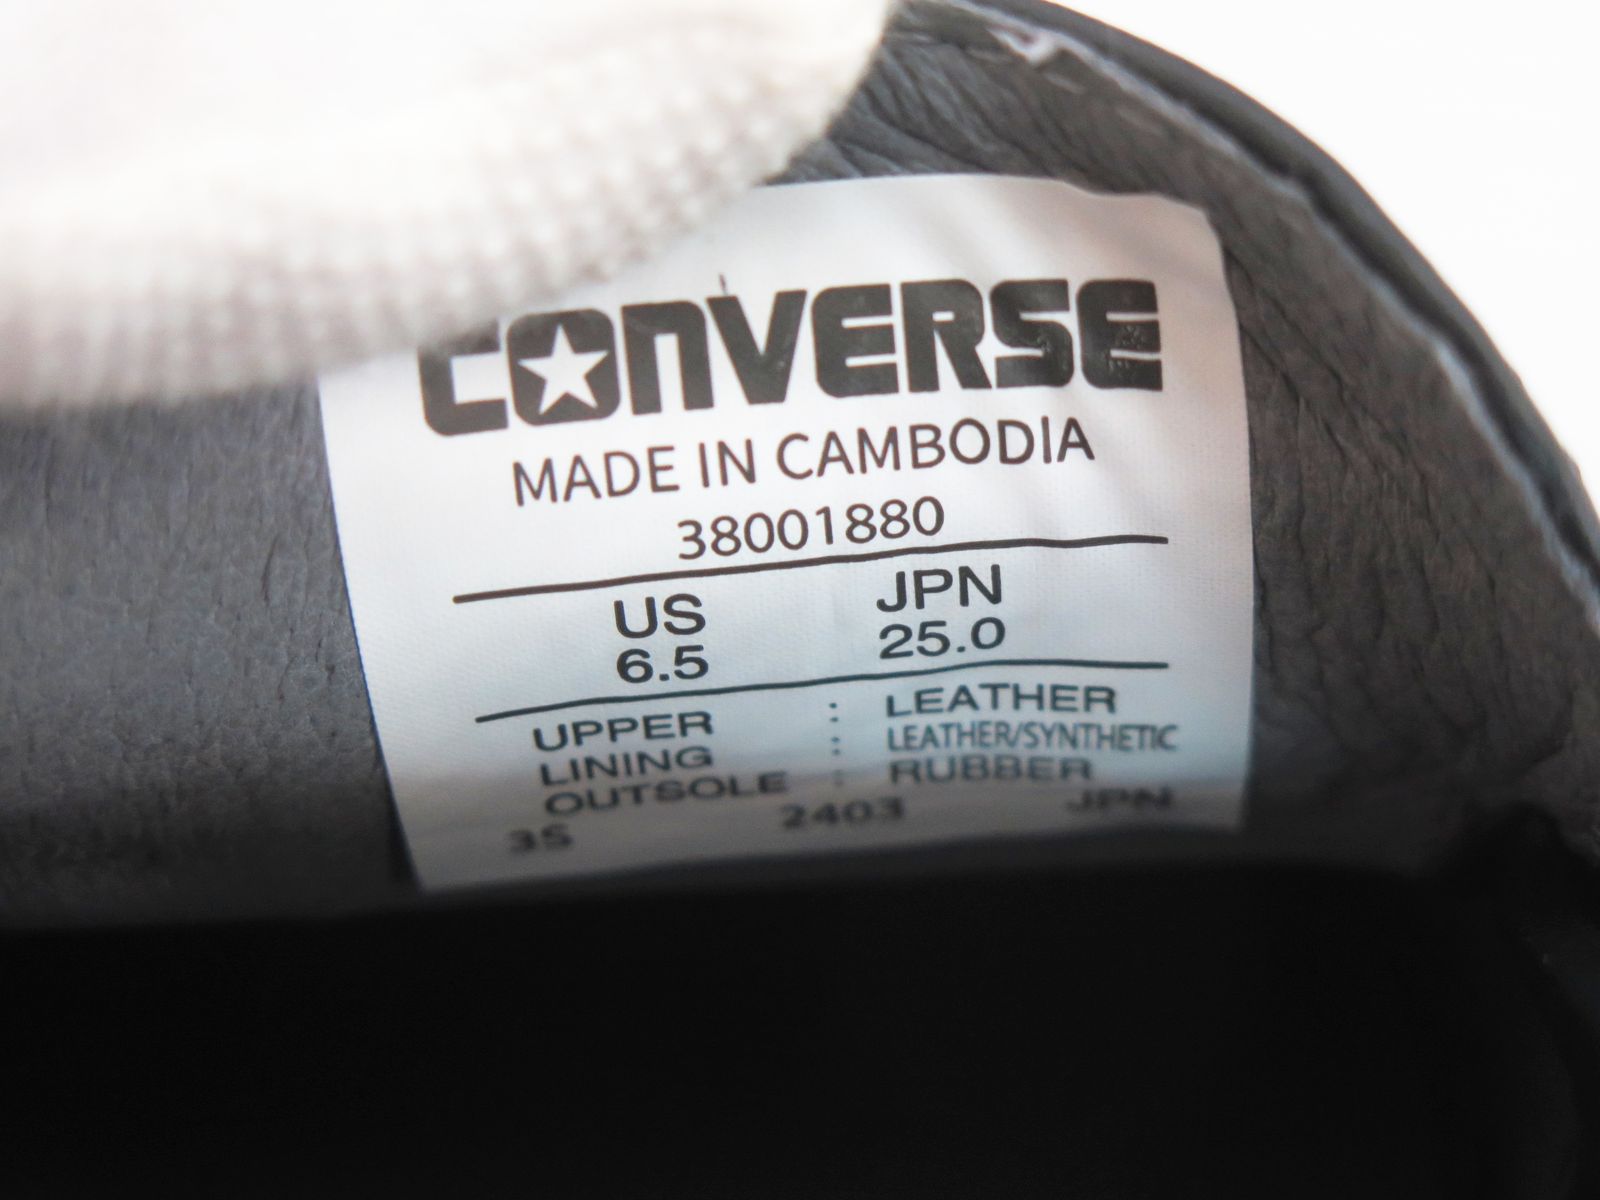 CONVERSE
MADE IN CAMBODIA
38001880
US JPN
6.5 25.0
UPPER : LEATHER
LINING : LEATHER/SYNTHETIC
OUTSOLE : RUBBER
3S 2403 JPN